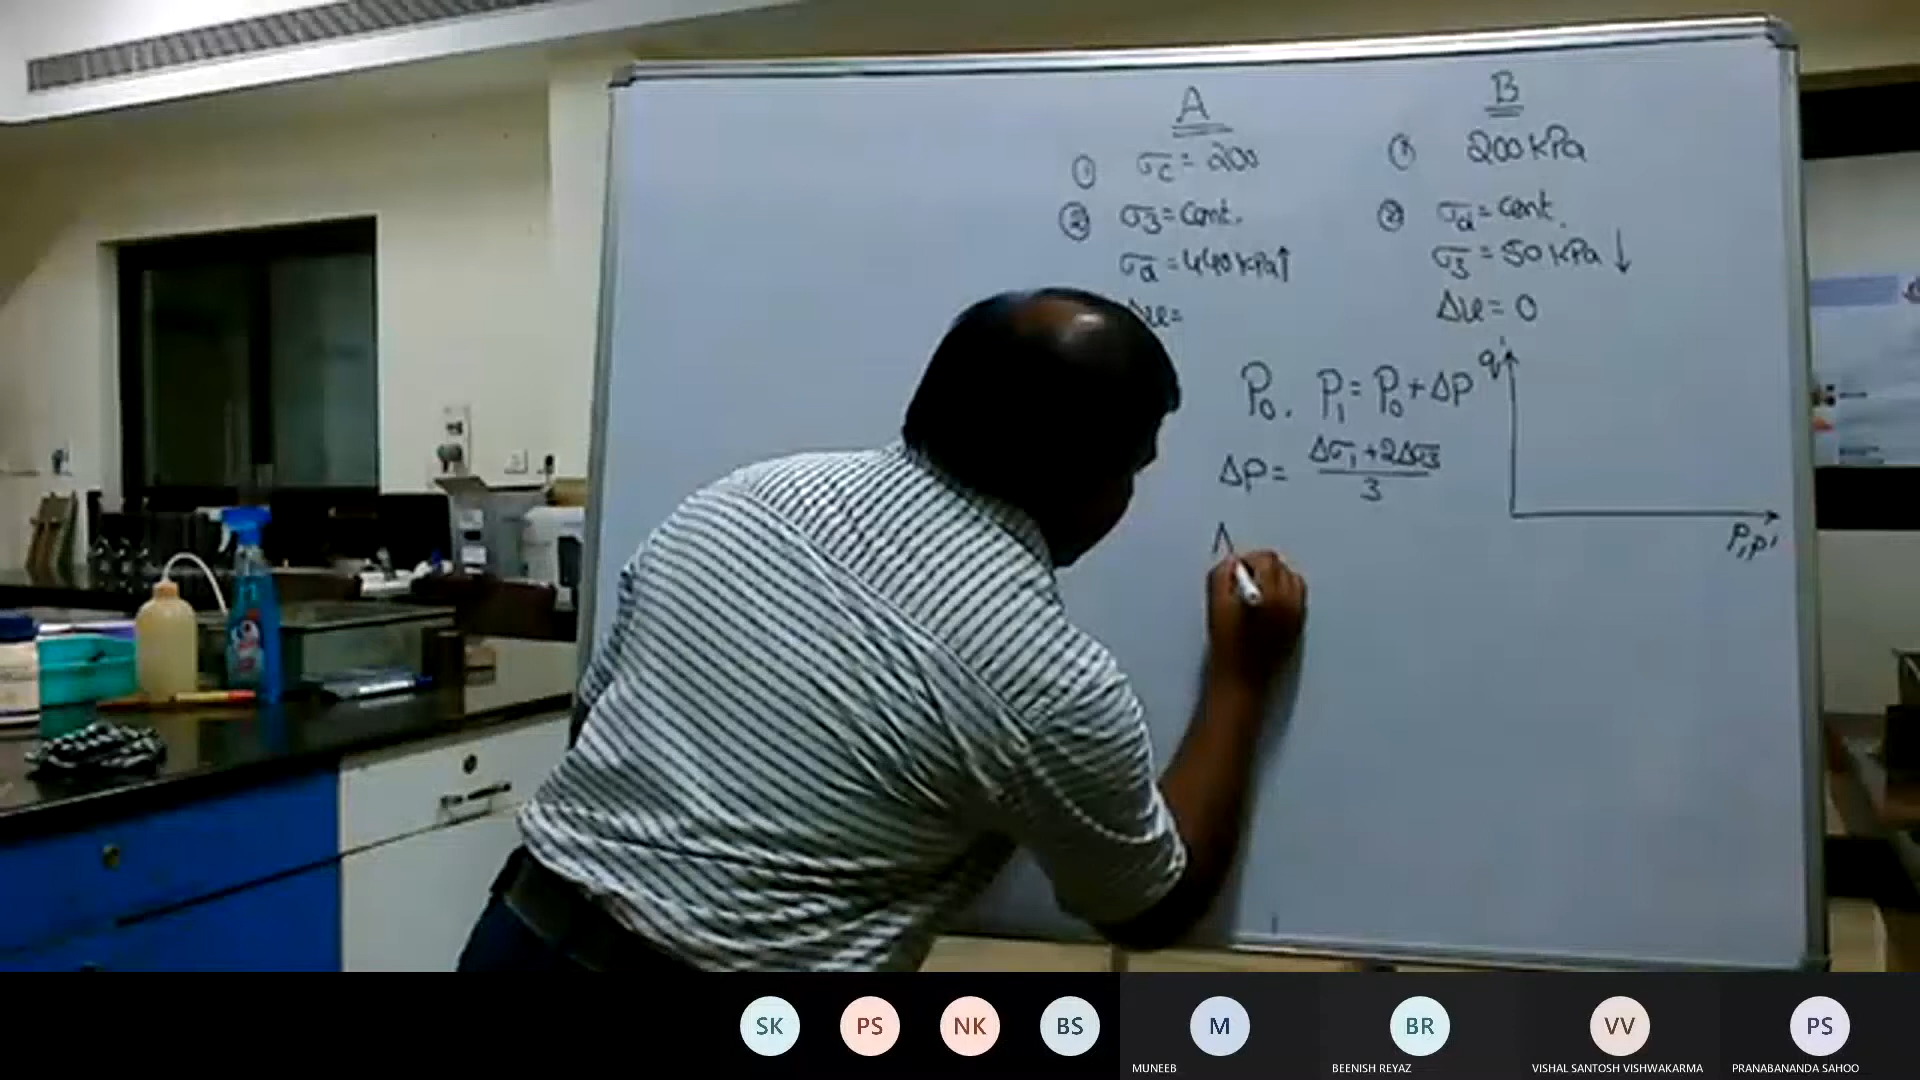 A
① σc = 200
② σ3 = Cont.
σa = 440 kPa ↑
Δu =
B
① 200 kPa
② σa = Cont.
σ3 = 50 kPa ↓
Δu = 0
P0. P1 = P0 + ΔP
ΔP = (Δσ1 + 2Δσ3) / 3
Δ
q'
P, P'
SK
PS
NK
BS
M
BR
VV
PS
MUNEEB
BEENISH REYAZ
VISHAL SANTOSH VISHWAKARMA
PRANABANANDA SAHOO